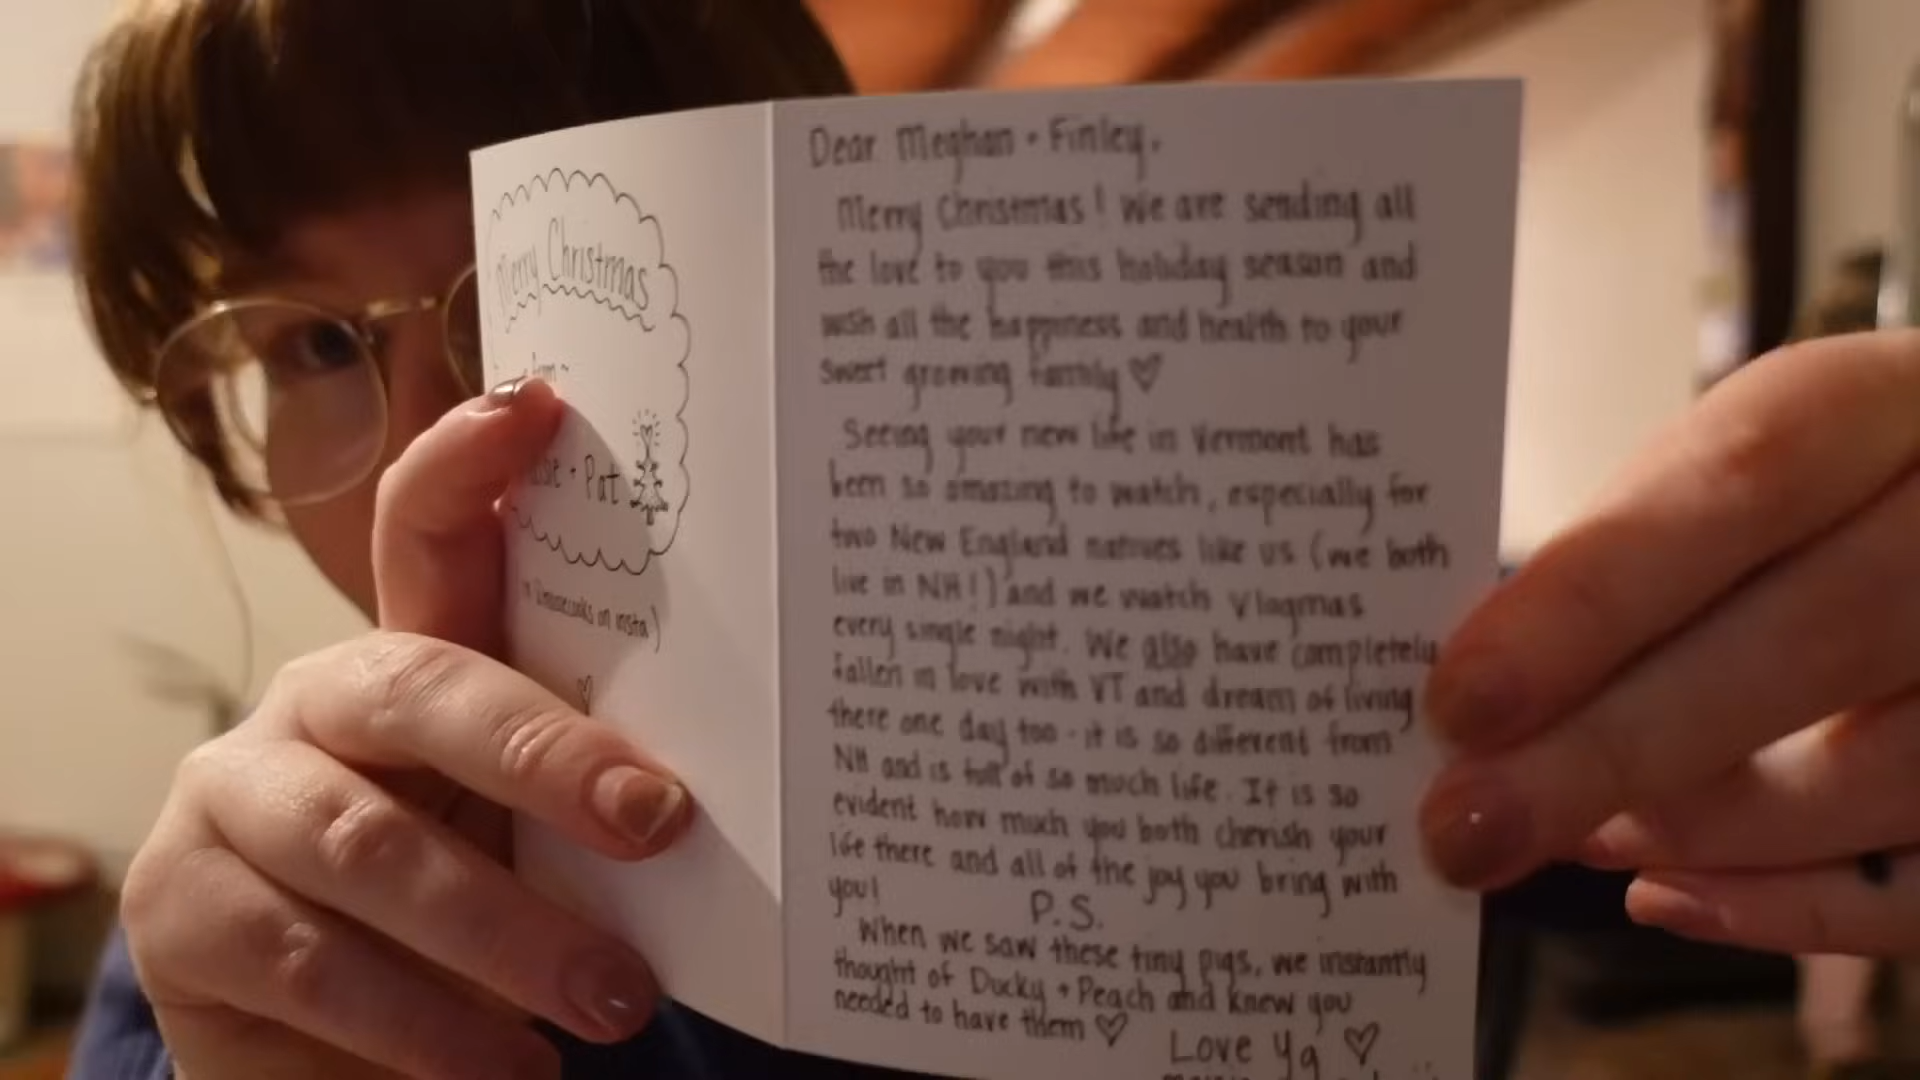 Merry Christmas
from ~
+ Pat
on insta)
Dear Meghan + Finley,
Merry Christmas! We are sending all
the love to you this holiday season and
wish all the happiness and health to your
sweet growing family ♡
Seeing your new life in Vermont has
been so amazing to watch, especially for
two New England natives like us (we both
live in NH!) and we watch Vlogmas
every single night. We also have completely
fallen in love with VT and dream of living
there one day too - it is so different from
NH and is full of so much life. It is so
evident how much you both cherish your
life there and all of the joy you bring with
you!
P.S.
When we saw these tiny pigs, we instantly
thought of Ducky + Peach and knew you
needed to have them ♡
Love Ya ♡